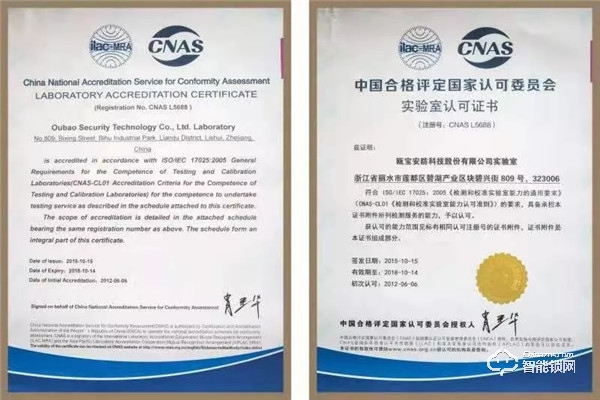 ilac-MRA
CNAS
China National Accreditation Service for Conformity Assessment
LABORATORY ACCREDITATION CERTIFICATE
(Registration No. CNAS L5688)
Oubao Security Technology Co., Ltd. Laboratory
No.809, Bixing Street, Bihu Industrial Park, Liandu District, Lishui, Zhejiang,
China
is accredited in accordance with ISO/IEC 17025:2005 General
Requirements for the Competence of Testing and Calibration
Laboratories(CNAS-CL01 Accreditation Criteria for the Competence of
Testing and Calibration Laboratories) for the competence to undertake
testing service as described in the schedule attached to this certificate.
The scope of accreditation is detailed in the attached schedule
bearing the same registration number as above. The schedule form an
integral part of this certificate.
Date of Issue: 2015-10-15
Date of Expiry: 2018-10-14
Date of Initial Accreditation: 2012-06-06
Signed on behalf of China National Accreditation Service for Conformity Assessment
ilac-MRA
CNAS
中国合格评定国家认可委员会
实验室认可证书
(注册号: CNAS L5688)
兹证明:
瓯宝安防科技股份有限公司实验室
浙江省丽水市莲都区碧湖产业区块碧兴街 809 号, 323006
符合 ISO/IEC 17025: 2005《检测和校准实验室能力的通用要求》
(CNAS-CL01《检测和校准实验室能力认可准则》) 的要求, 具备承担本
证书附件所列检测服务的能力, 予以认可。
获认可的能力范围见标有相同认可注册号的证书附件, 证书附件是
本证书组成部分。
签发日期: 2015-10-15
有效期至: 2018-10-14
初次认可: 2012-06-06
中国合格评定国家认可委员会授权人
智能锁网